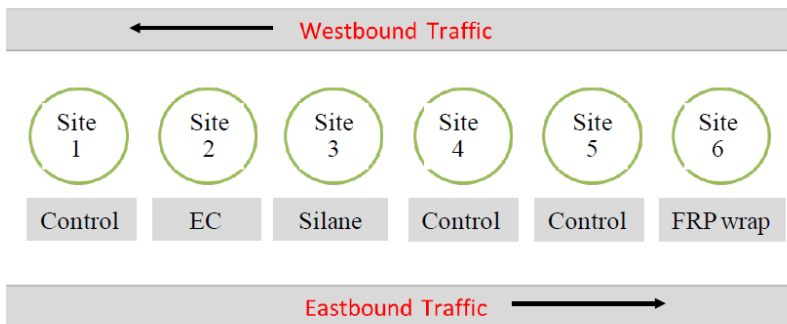 Westbound Traffic
Site Site Site Site Site Site
1 2 3 4 5 6
Control EC Silane Control Control FRP wrap
Eastbound Traffic